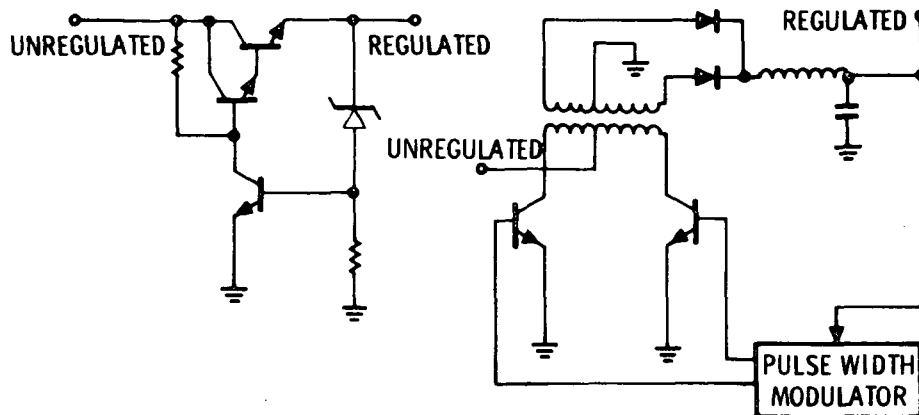 UNREGULATED
REGULATED
REGULATED
UNREGULATED
PULSE WIDTH
MODULATOR